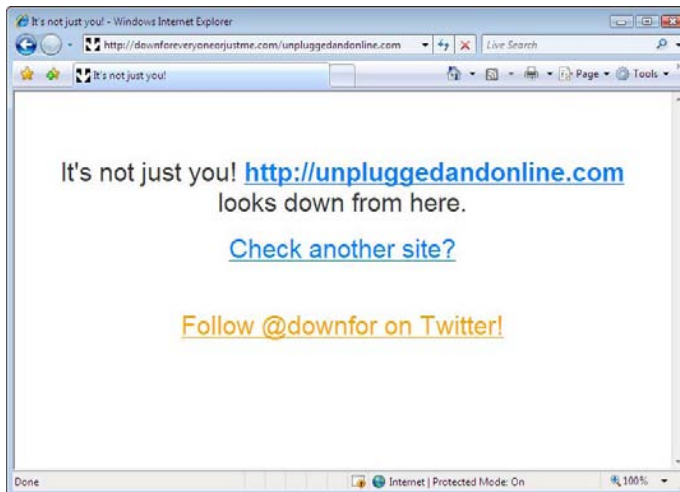 It's not just you! - Windows Internet Explorer
http://downforeveryoneorjustme.com/unpluggedandonline.com
Live Search
It's not just you!
Page
Tools
It's not just you! http://unpluggedandonline.com
looks down from here.
Check another site?
Follow @downfor on Twitter!
Done
Internet | Protected Mode: On
100%